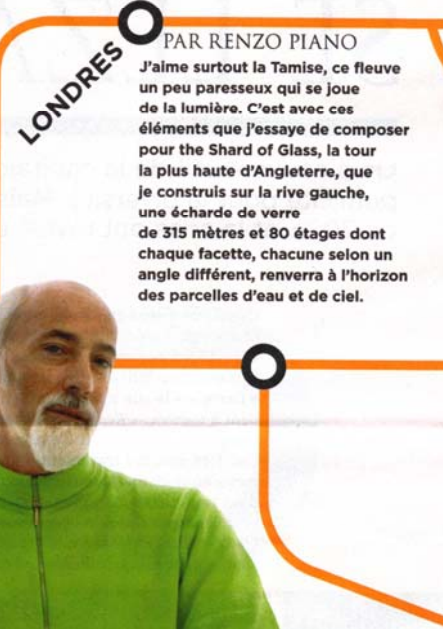 LONDRES
PAR RENZO PIANO
J'aime surtout la Tamise, ce fleuve
un peu paresseux qui se joue
de la lumière. C'est avec ces
éléments que j'essaye de composer
pour the Shard of Glass, la tour
la plus haute d'Angleterre, que
je construis sur la rive gauche,
une écharde de verre
de 315 mètres et 80 étages dont
chaque facette, chacune selon un
angle différent, renverra à l'horizon
des parcelles d'eau et de ciel.